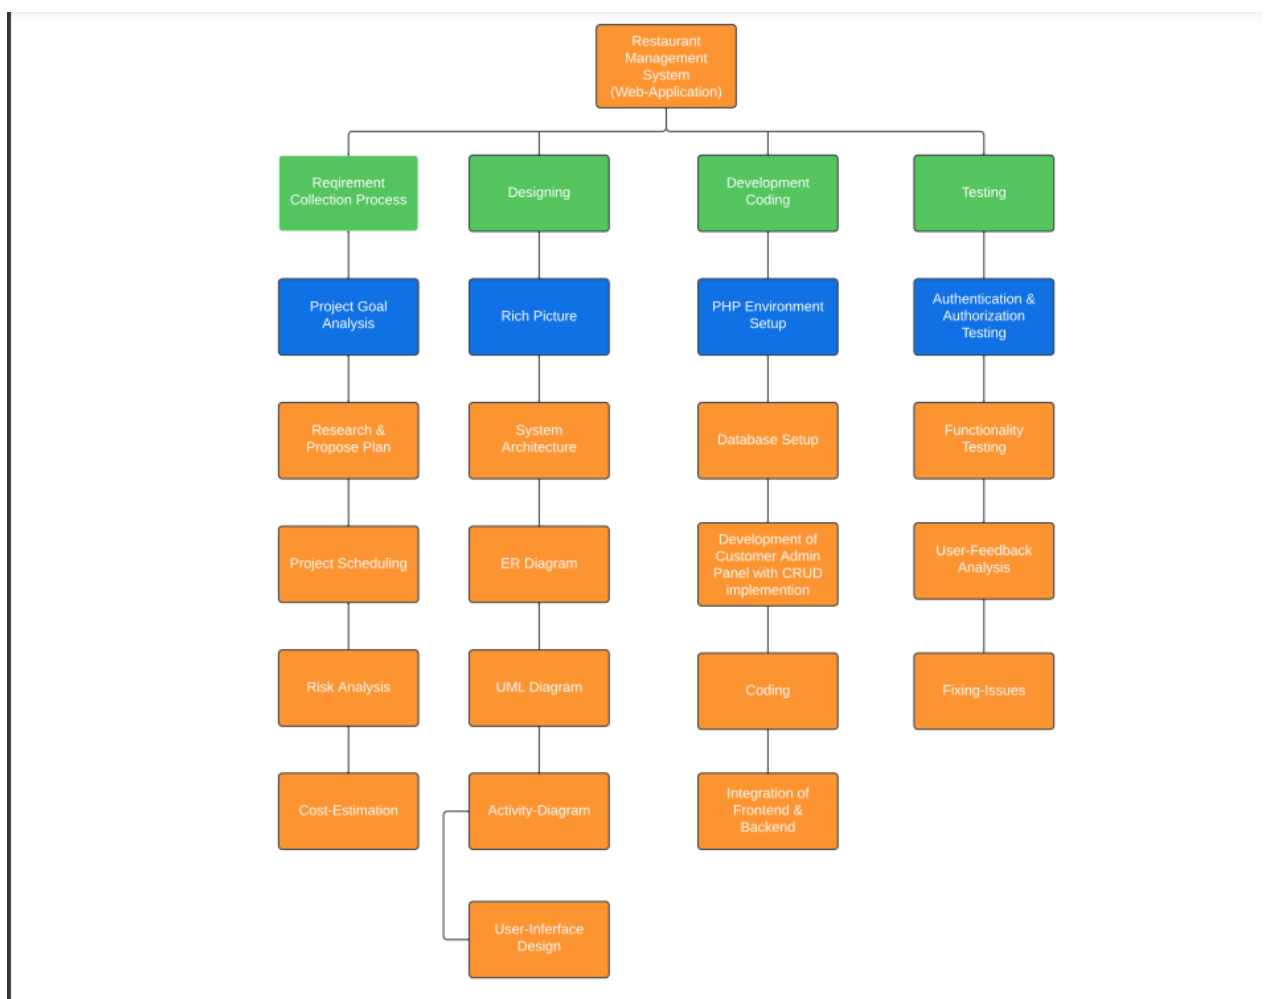 Restaurant
Management
System
(Web-Application)
Reqirement
Collection Process
Designing
Development
Coding
Testing
Project Goal
Analysis
Rich Picture
PHP Environment
Setup
Authentication &
Authorization
Testing
Research &
Propose Plan
System
Architecture
Database Setup
Functionality
Testing
Project Scheduling
ER Diagram
Development of
Customer Admin
Panel with CRUD
implemention
User-Feedback
Analysis
Risk Analysis
UML Diagram
Coding
Fixing-Issues
Cost-Estimation
Activity-Diagram
Integration of
Frontend &
Backend
User-Inferface
Design